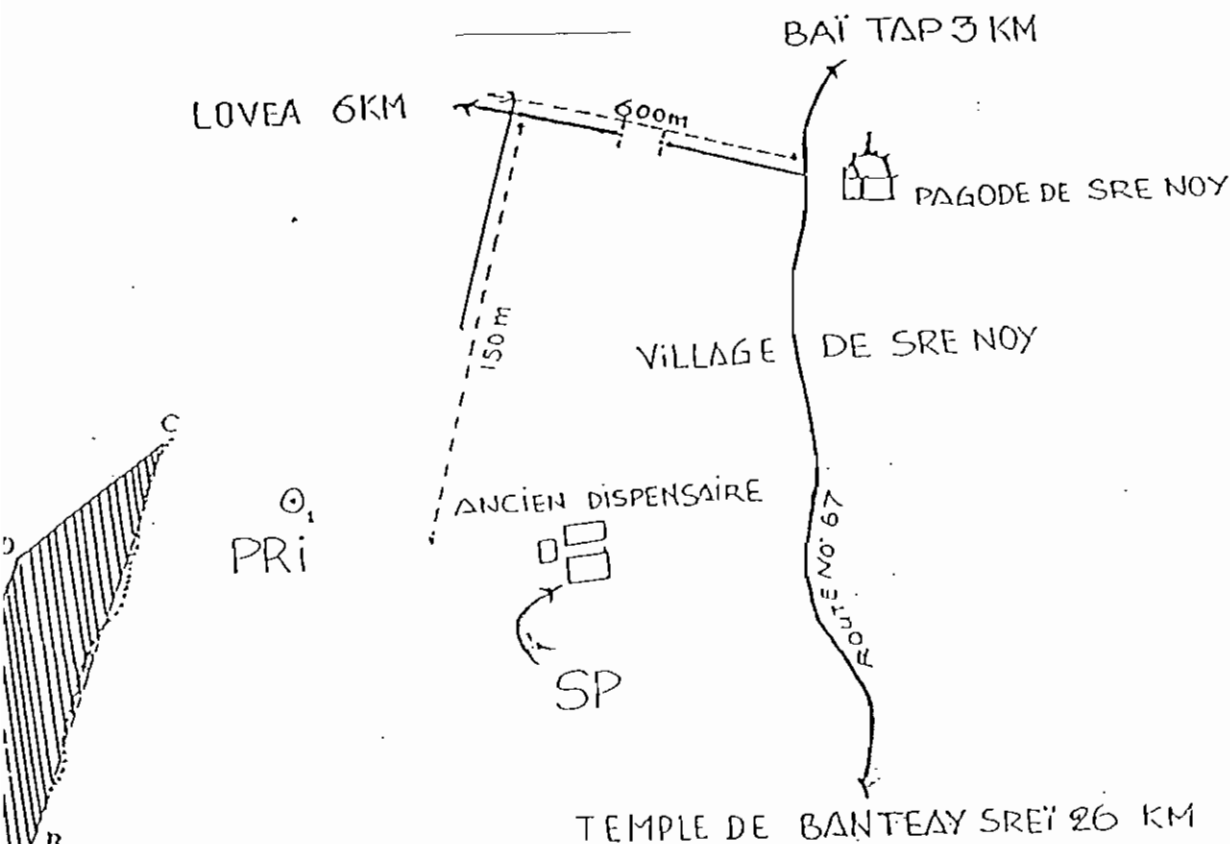 BAÏ TAP 3 KM
LOVEA 6KM
600m
PAGODE DE SRE NOY
150 m
VILLAGE DE SRE NOY
C
ANCIEN DISPENSAIRE
1
PRI
D
ROUTE NO 67
SP
B
TEMPLE DE BANTEAY SREÏ 26 KM